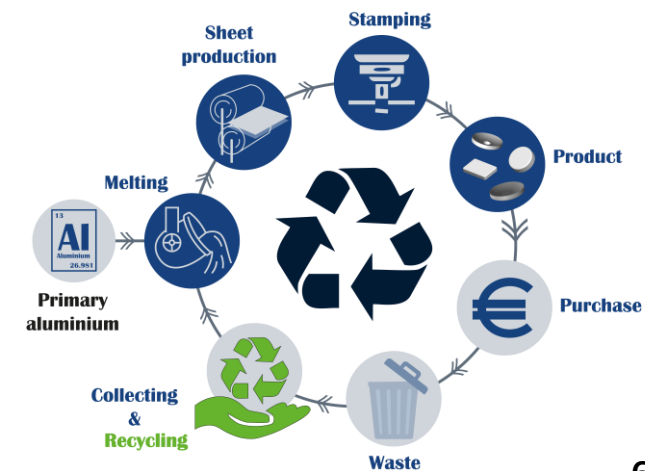 Stamping
Sheet
production
Product
Melting
13
Al
Aluminium
26.981
Primary
aluminium
€
Purchase
Collecting
&
Recycling
Waste